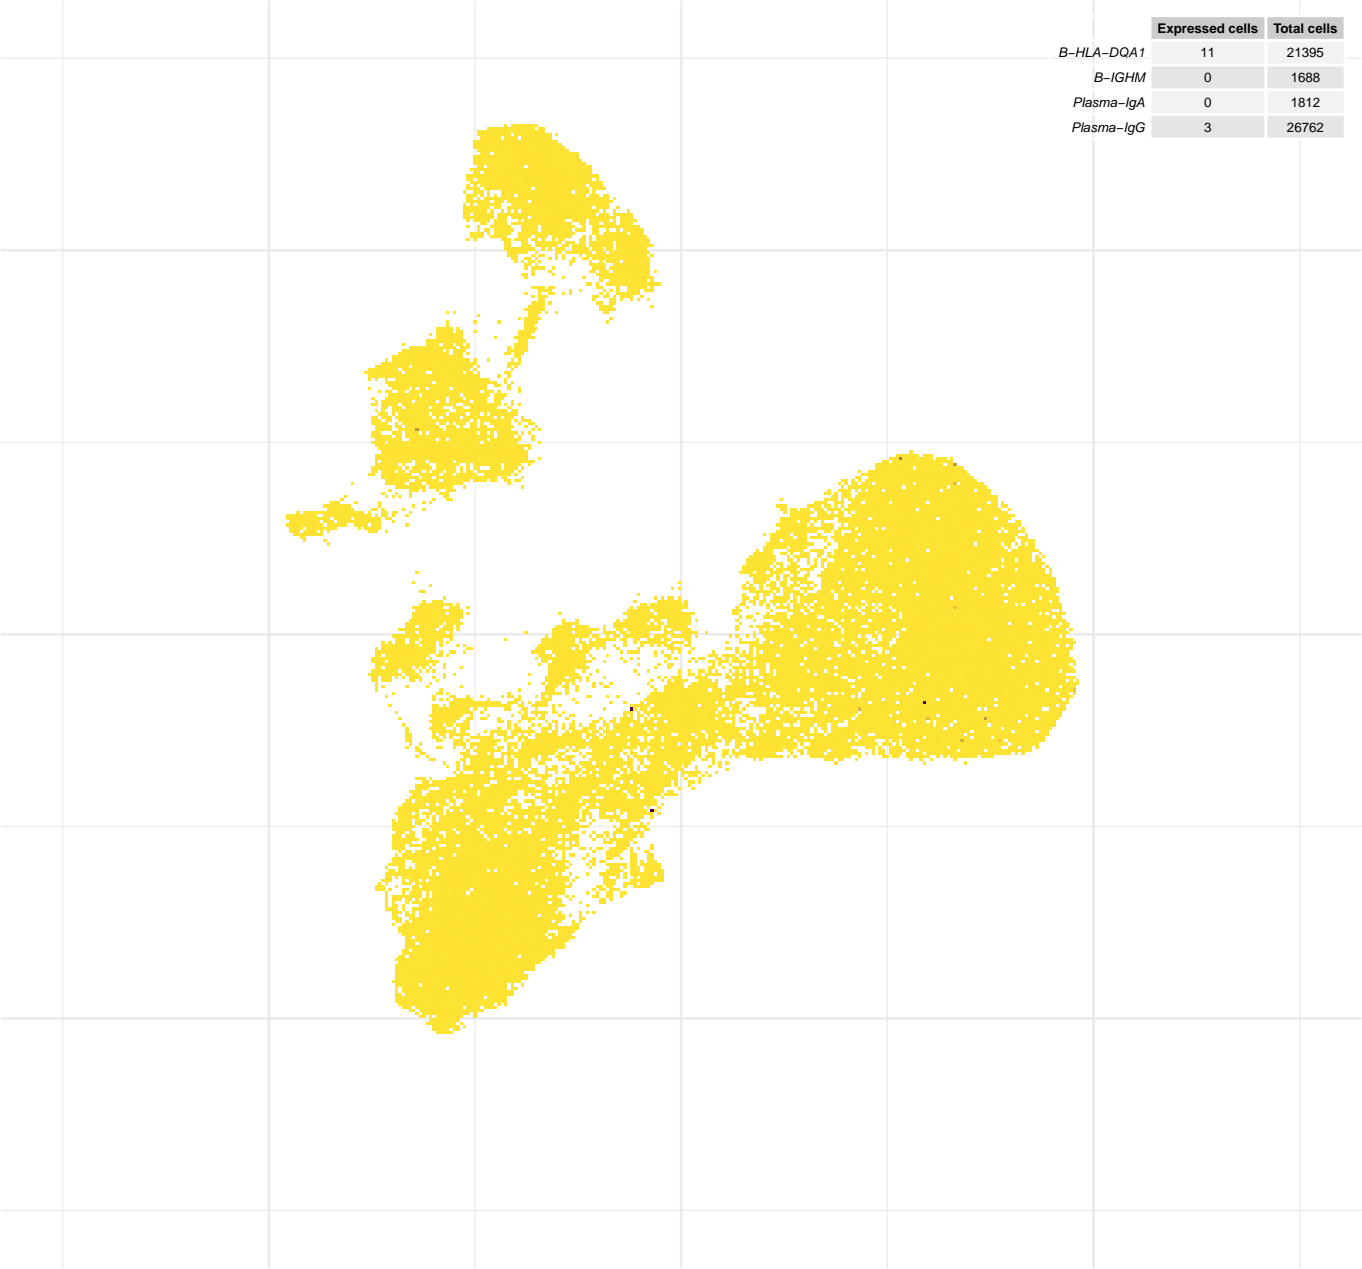 Expressed cells Total cells
B−HLA−DQA1 11 21395
B−IGHM 0 1688
Plasma−IgA 0 1812
Plasma−IgG 3 26762